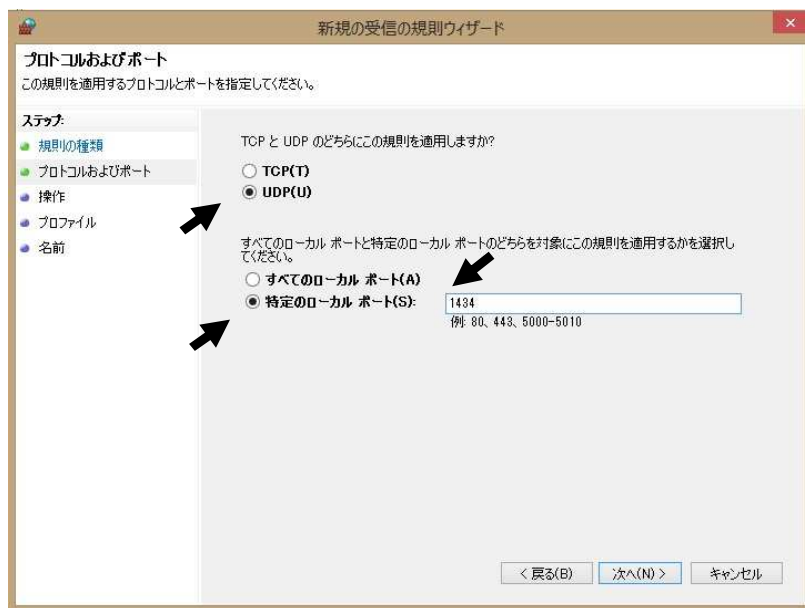 新規の受信の規則ウィザード
プロトコルおよびポート
この規則を適用するプロトコルとポートを指定してください。
ステップ:
規則の種類
プロトコルおよびポート
操作
プロファイル
名前
TCP と UDP のどちらにこの規則を適用しますか?
TCP(T)
UDP(U)
すべてのローカル ポートと特定のローカル ポートのどちらを対象にこの規則を適用するかを選択し
てください。
すべてのローカル ポート(A)
特定のローカル ポート(S):
1434
例: 80、443、5000-5010
< 戻る(B)
次へ(N) >
キャンセル